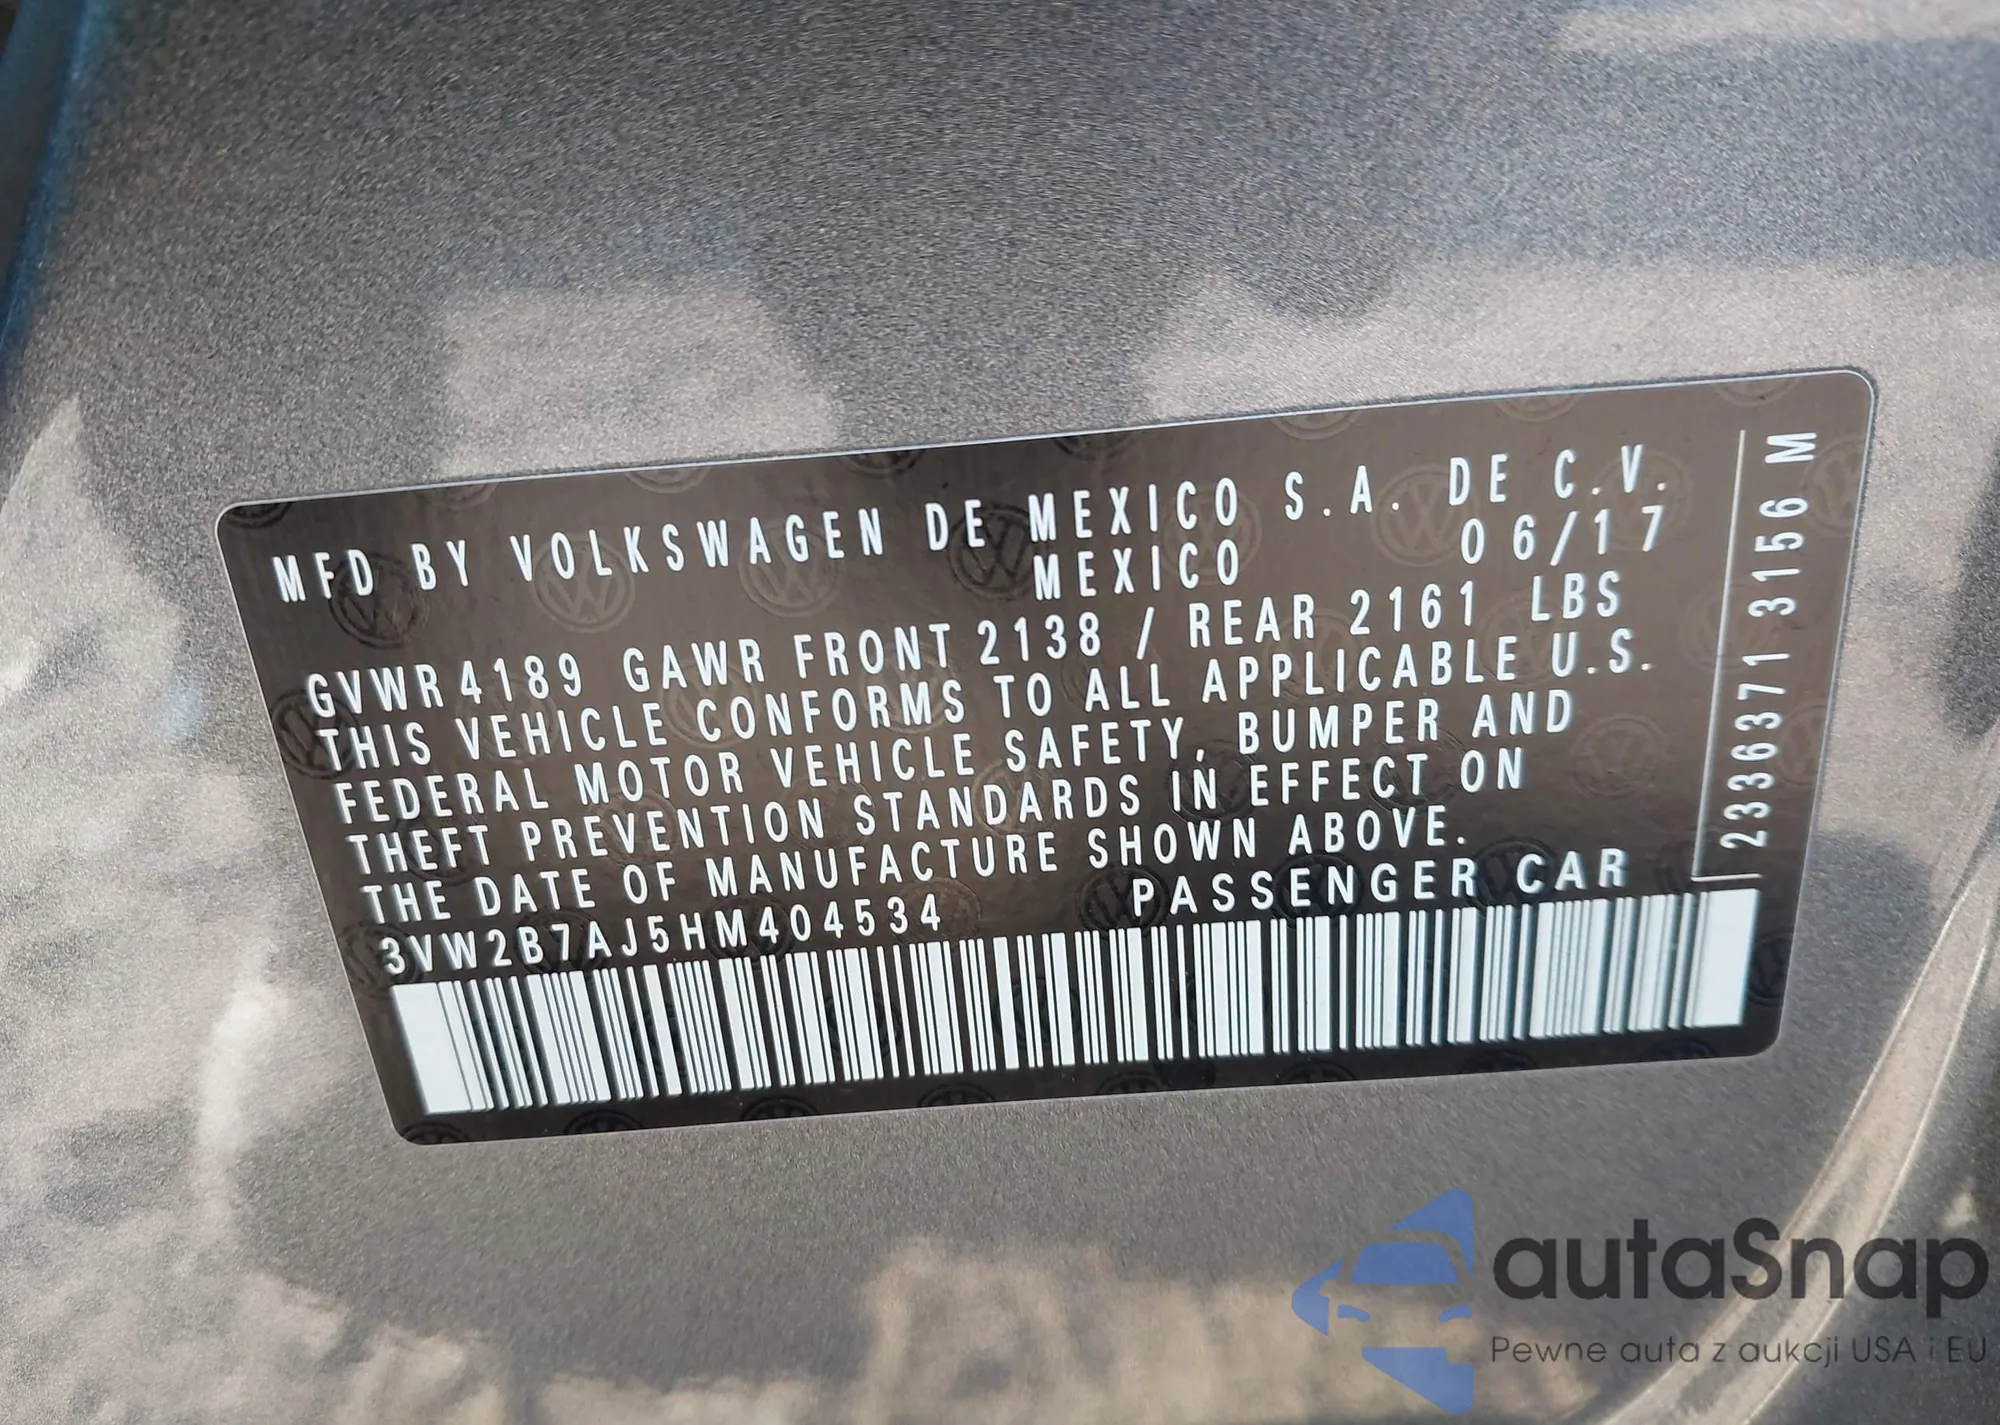 MFD BY VOLKSWAGEN DE MEXICO S.A. DE C.V.
MEXICO 06/17
GVWR 4189 GAWR FRONT 2138 / REAR 2161 LBS
THIS VEHICLE CONFORMS TO ALL APPLICABLE U.S.
FEDERAL MOTOR VEHICLE SAFETY, BUMPER AND
THEFT PREVENTION STANDARDS IN EFFECT ON
THE DATE OF MANUFACTURE SHOWN ABOVE.
3VW2B7AJ5HM404534 PASSENGER CAR
2336371 3156 M
autaSnap
Pewne auta z aukcji USA i EU